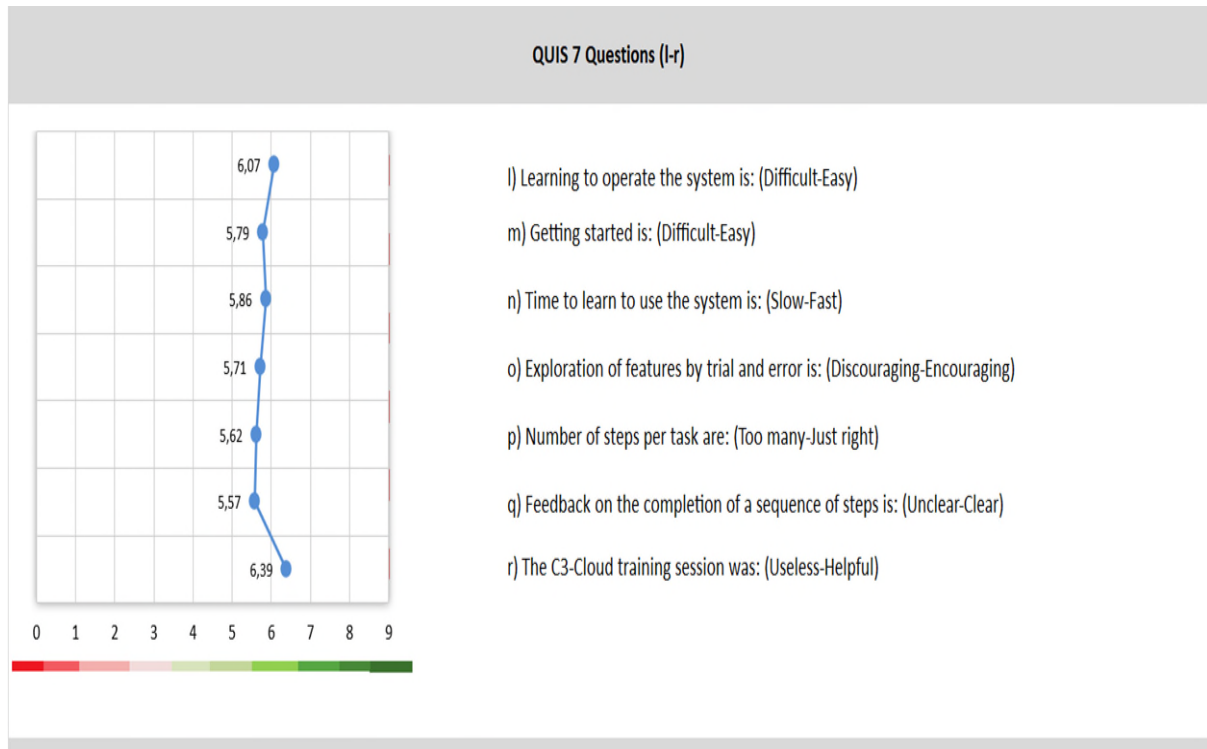 QUIS 7 Questions (l-r)
6,07
l) Learning to operate the system is: (Difficult-Easy)
5,79
m) Getting started is: (Difficult-Easy)
5,86
n) Time to learn to use the system is: (Slow-Fast)
5,71
o) Exploration of features by trial and error is: (Discouraging-Encouraging)
5,62
p) Number of steps per task are: (Too many-Just right)
5,57
q) Feedback on the completion of a sequence of steps is: (Unclear-Clear)
6,39
r) The C3-Cloud training session was: (Useless-Helpful)
0 1 2 3 4 5 6 7 8 9